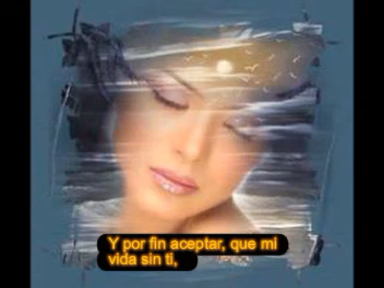 Y por fin aceptar, que mi
vida sin ti,